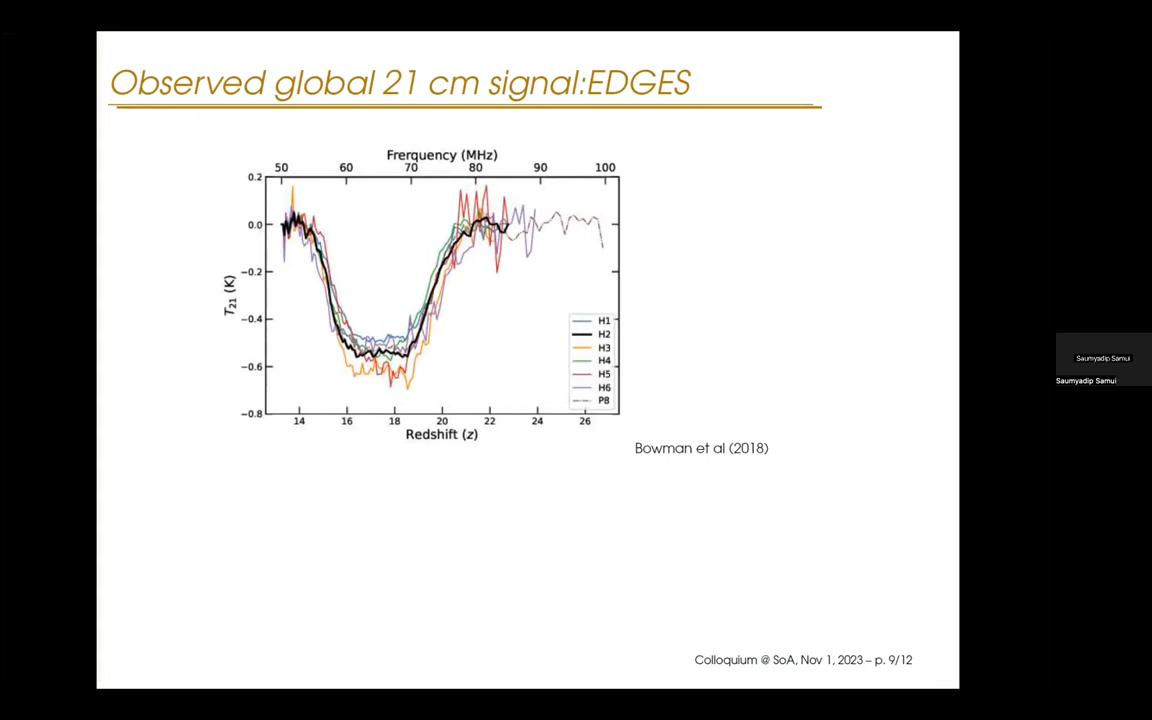 Observed global 21 cm signal:EDGES
Frerquency (MHz)
50 60 70 80 90 100
0.2
0.0
−0.2
−0.4
−0.6
−0.8
T21 (K)
H1
H2
H3
H4
H5
H6
P8
14 16 18 20 22 24 26
Redshift (z)
Bowman et al (2018)
Saumyadip Samui
Saumyadip Samui
Colloquium @ SoA, Nov 1, 2023 – p. 9/12